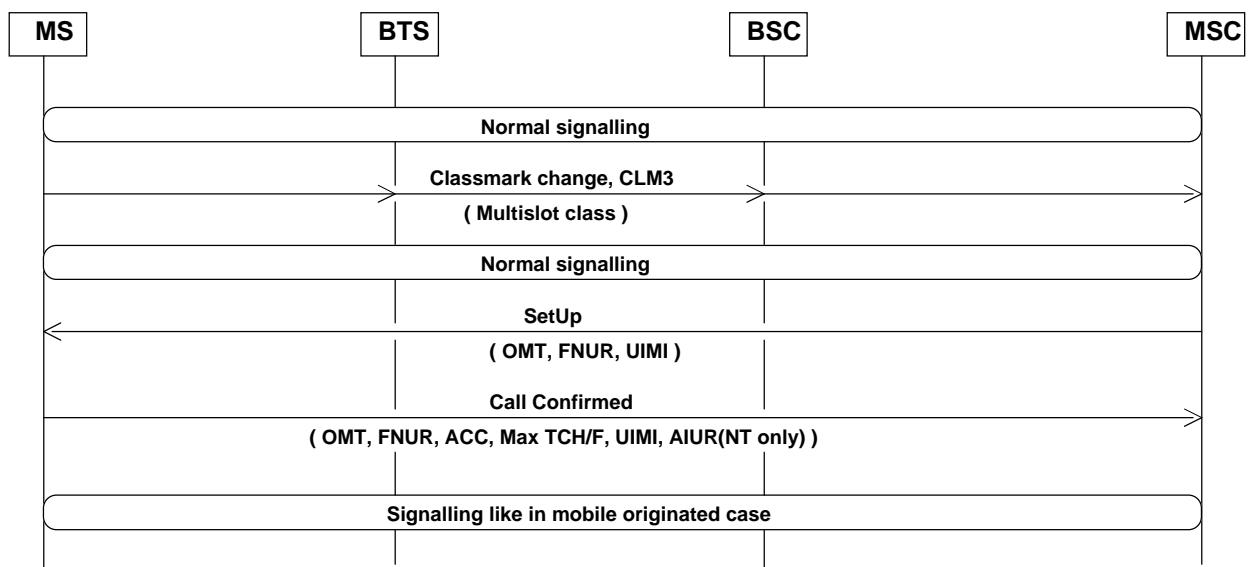 MS BTS BSC MSC
Normal signalling
Classmark change, CLM3
( Multislot class )
Normal signalling
SetUp
( OMT, FNUR, UIMI )
Call Confirmed
( OMT, FNUR, ACC, Max TCH/F, UIMI, AIUR(NT only) )
Signalling like in mobile originated case